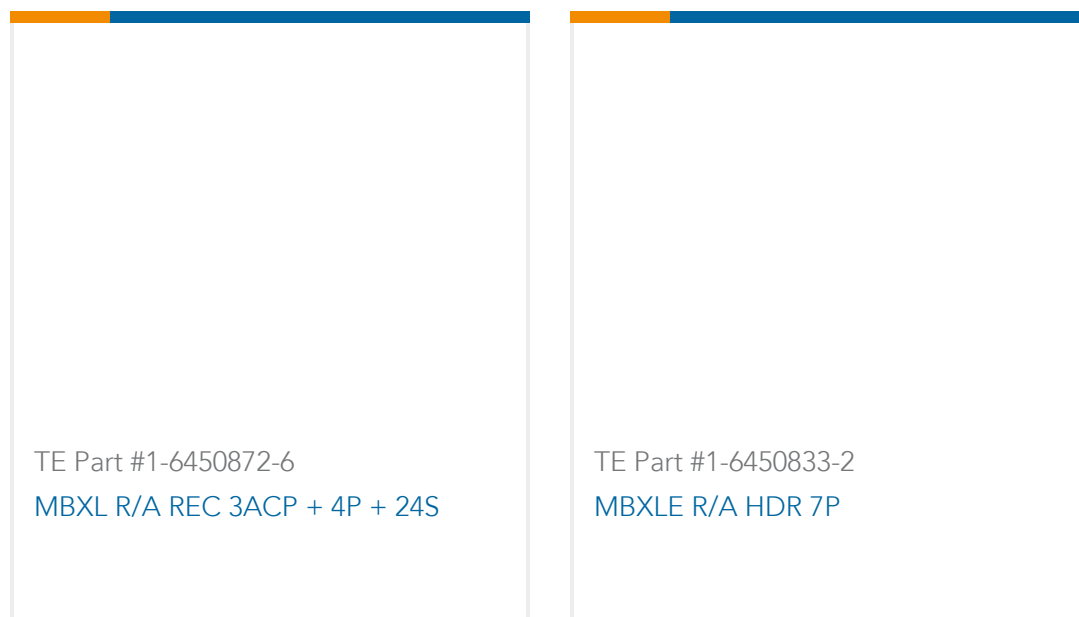 TE Part #1-6450872-6
MBXL R/A REC 3ACP + 4P + 24S
TE Part #1-6450833-2
MBXLE R/A HDR 7P